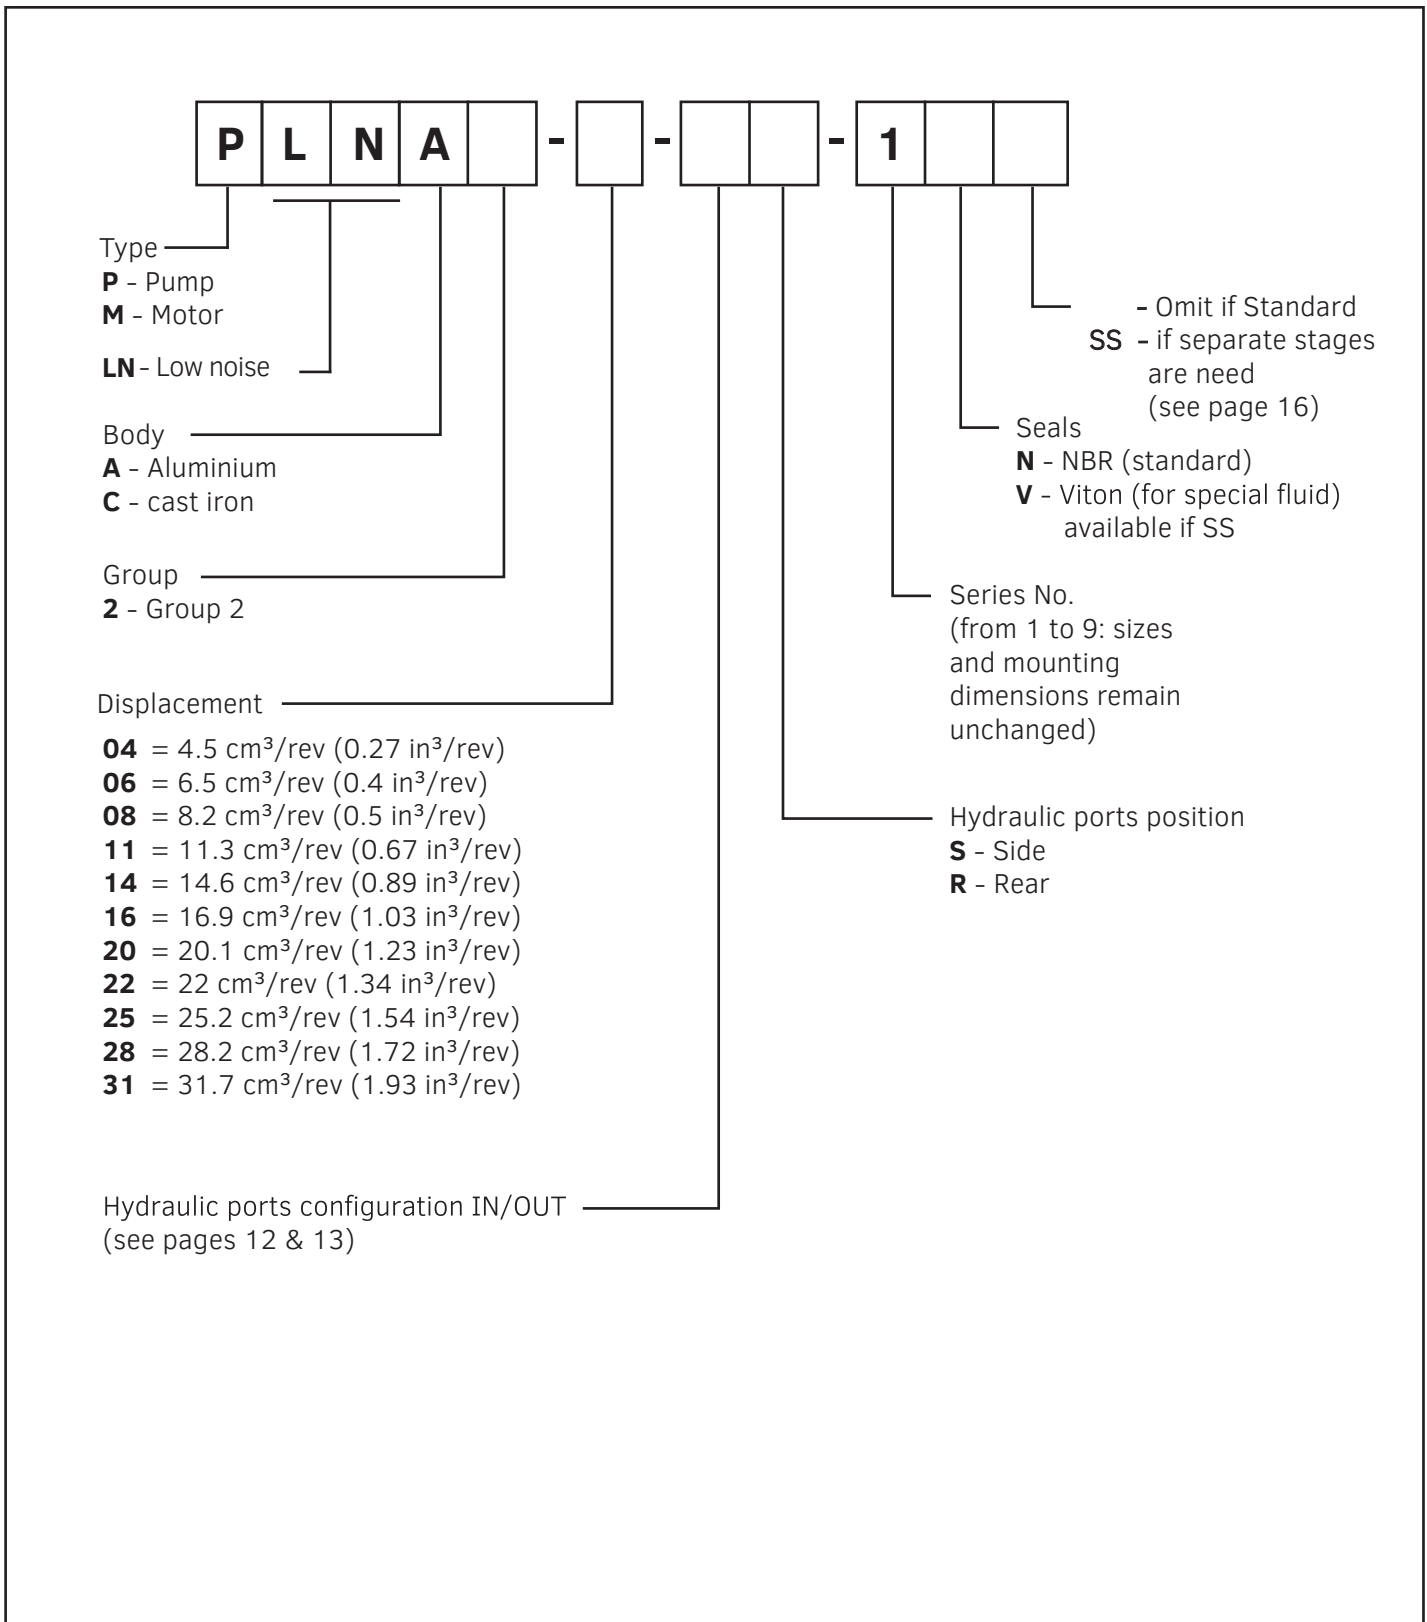 P L N A - - - 1
Type
P - Pump
M - Motor
LN - Low noise
Body
A - Aluminium
C - cast iron
Group
2 - Group 2
Displacement
04 = 4.5 cm³/rev (0.27 in³/rev)
06 = 6.5 cm³/rev (0.4 in³/rev)
08 = 8.2 cm³/rev (0.5 in³/rev)
11 = 11.3 cm³/rev (0.67 in³/rev)
14 = 14.6 cm³/rev (0.89 in³/rev)
16 = 16.9 cm³/rev (1.03 in³/rev)
20 = 20.1 cm³/rev (1.23 in³/rev)
22 = 22 cm³/rev (1.34 in³/rev)
25 = 25.2 cm³/rev (1.54 in³/rev)
28 = 28.2 cm³/rev (1.72 in³/rev)
31 = 31.7 cm³/rev (1.93 in³/rev)
Hydraulic ports configuration IN/OUT
(see pages 12 & 13)
- Omit if Standard
SS - if separate stages
are need
(see page 16)
Seals
N - NBR (standard)
V - Viton (for special fluid)
available if SS
Series No.
(from 1 to 9: sizes
and mounting
dimensions remain
unchanged)
Hydraulic ports position
S - Side
R - Rear